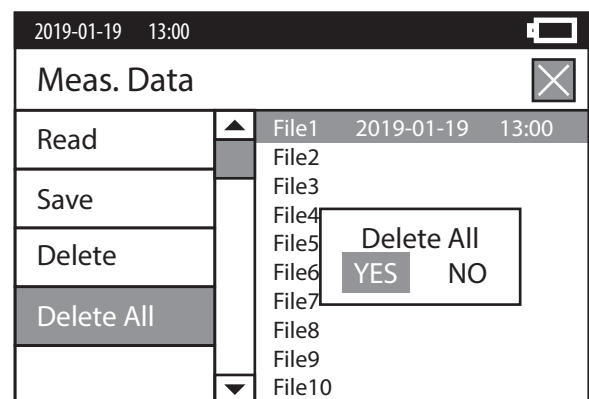 2019-01-19 13:00
Meas. Data
Read
Save
Delete
Delete All
File1 2019-01-19 13:00
File2
File3
File4
File5
File6
File7
File8
File9
File10
Delete All
YES NO